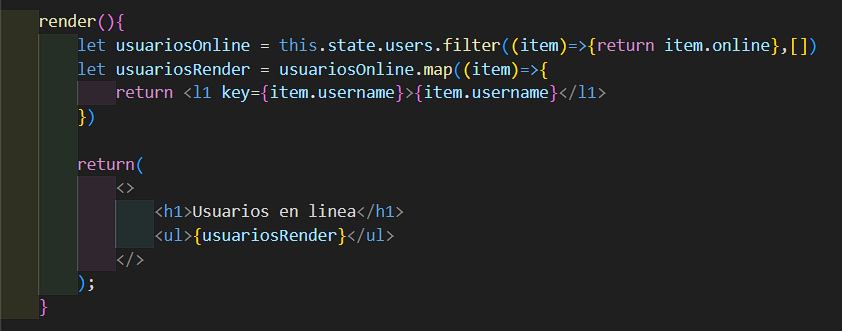 render(){
let usuariosOnline = this.state.users.filter((item)=>{return item.online},[])
let usuariosRender = usuariosOnline.map((item)=>{
return <l1 key={item.username}>{item.username}</l1>
})
return(
<>
<h1>Usuarios en linea</h1>
<ul>{usuariosRender}</ul>
</>
);
}